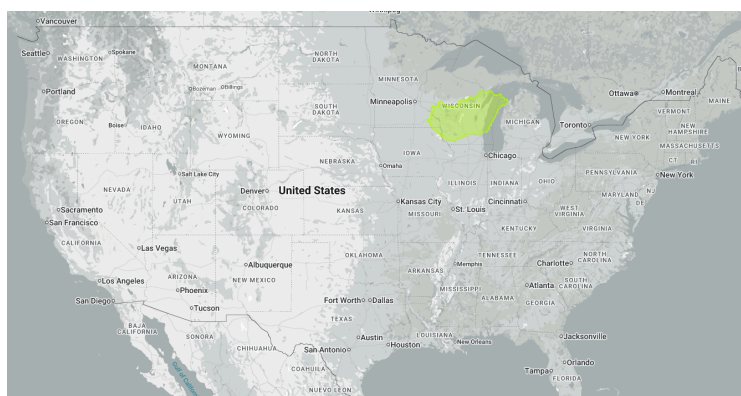 Winnipeg
Vancouver
Seattle
Spokane
WASHINGTON
MONTANA
NORTH
DAKOTA
MINNESOTA
Portland
Bozeman
Billings
Minneapolis
WISCONSIN
Ottawa
Montreal
MAINE
OREGON
Boise
IDAHO
SOUTH
DAKOTA
MICHIGAN
Toronto
VERMONT
NEW
HAMPSHIRE
NEW YORK
MASSACHUSETTS
WYOMING
IOWA
Chicago
CT
RI
Salt Lake City
NEBRASKA
Omaha
PENNSYLVANIA
New York
NEVADA
UTAH
Denver
United States
ILLINOIS
INDIANA
OHIO
MARYLAND
NJ
DE
Sacramento
San Francisco
COLORADO
KANSAS
Kansas City
MISSOURI
St. Louis
Cincinnati
WEST
VIRGINIA
VIRGINIA
KENTUCKY
CALIFORNIA
Las Vegas
Albuquerque
OKLAHOMA
TENNESSEE
NORTH
CAROLINA
Charlotte
Los Angeles
ARIZONA
NEW MEXICO
ARKANSAS
Memphis
Phoenix
SOUTH
CAROLINA
Atlanta
San Diego
Tucson
Fort Worth
Dallas
MISSISSIPPI
ALABAMA
GEORGIA
TEXAS
BAJA
CALIFORNIA
SONORA
CHIHUAHUA
Austin
San Antonio
Houston
LOUISIANA
New Orleans
Jacksonville
COAHUILA
Orlando
Tampa
FLORIDA
NUEVO LEON